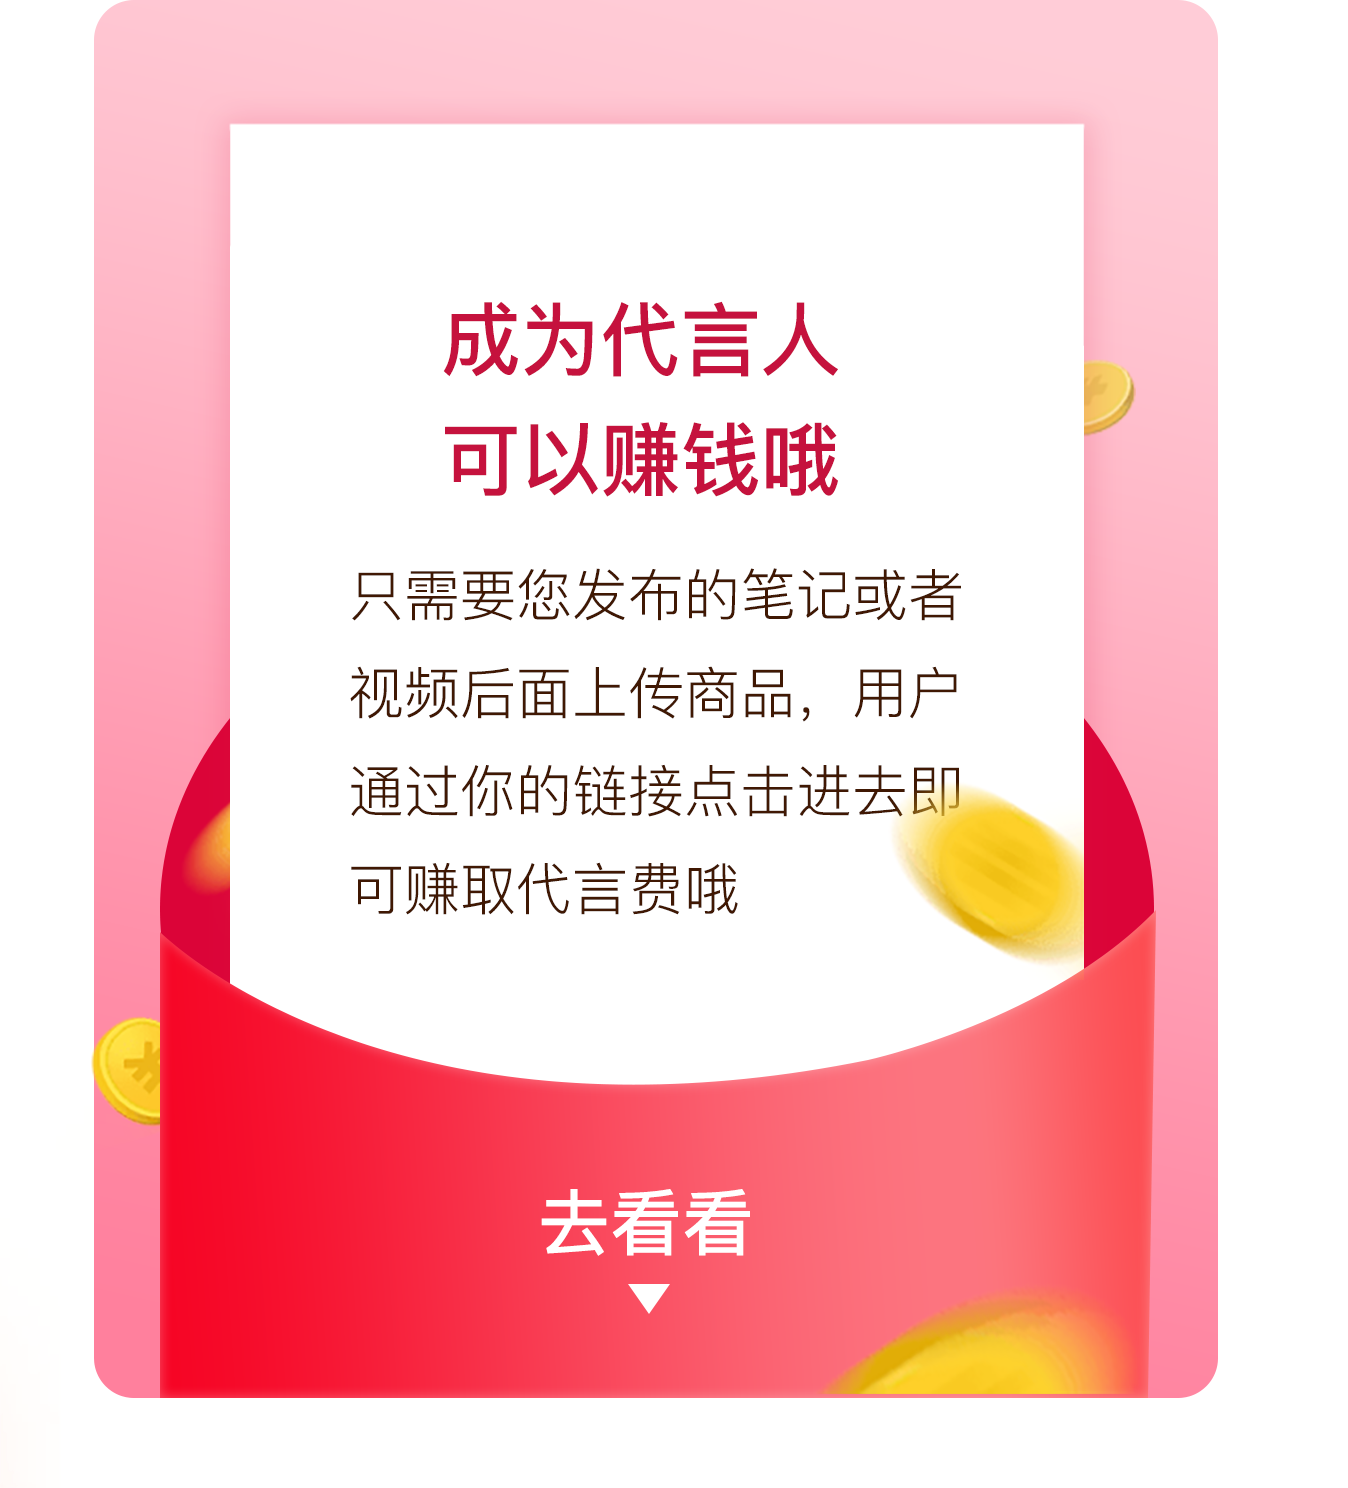 成为代言人
可以赚钱哦
只需要您发布的笔记或者
视频后面上传商品，用户
通过你的链接点击进去即
可赚取代言费哦
去看看